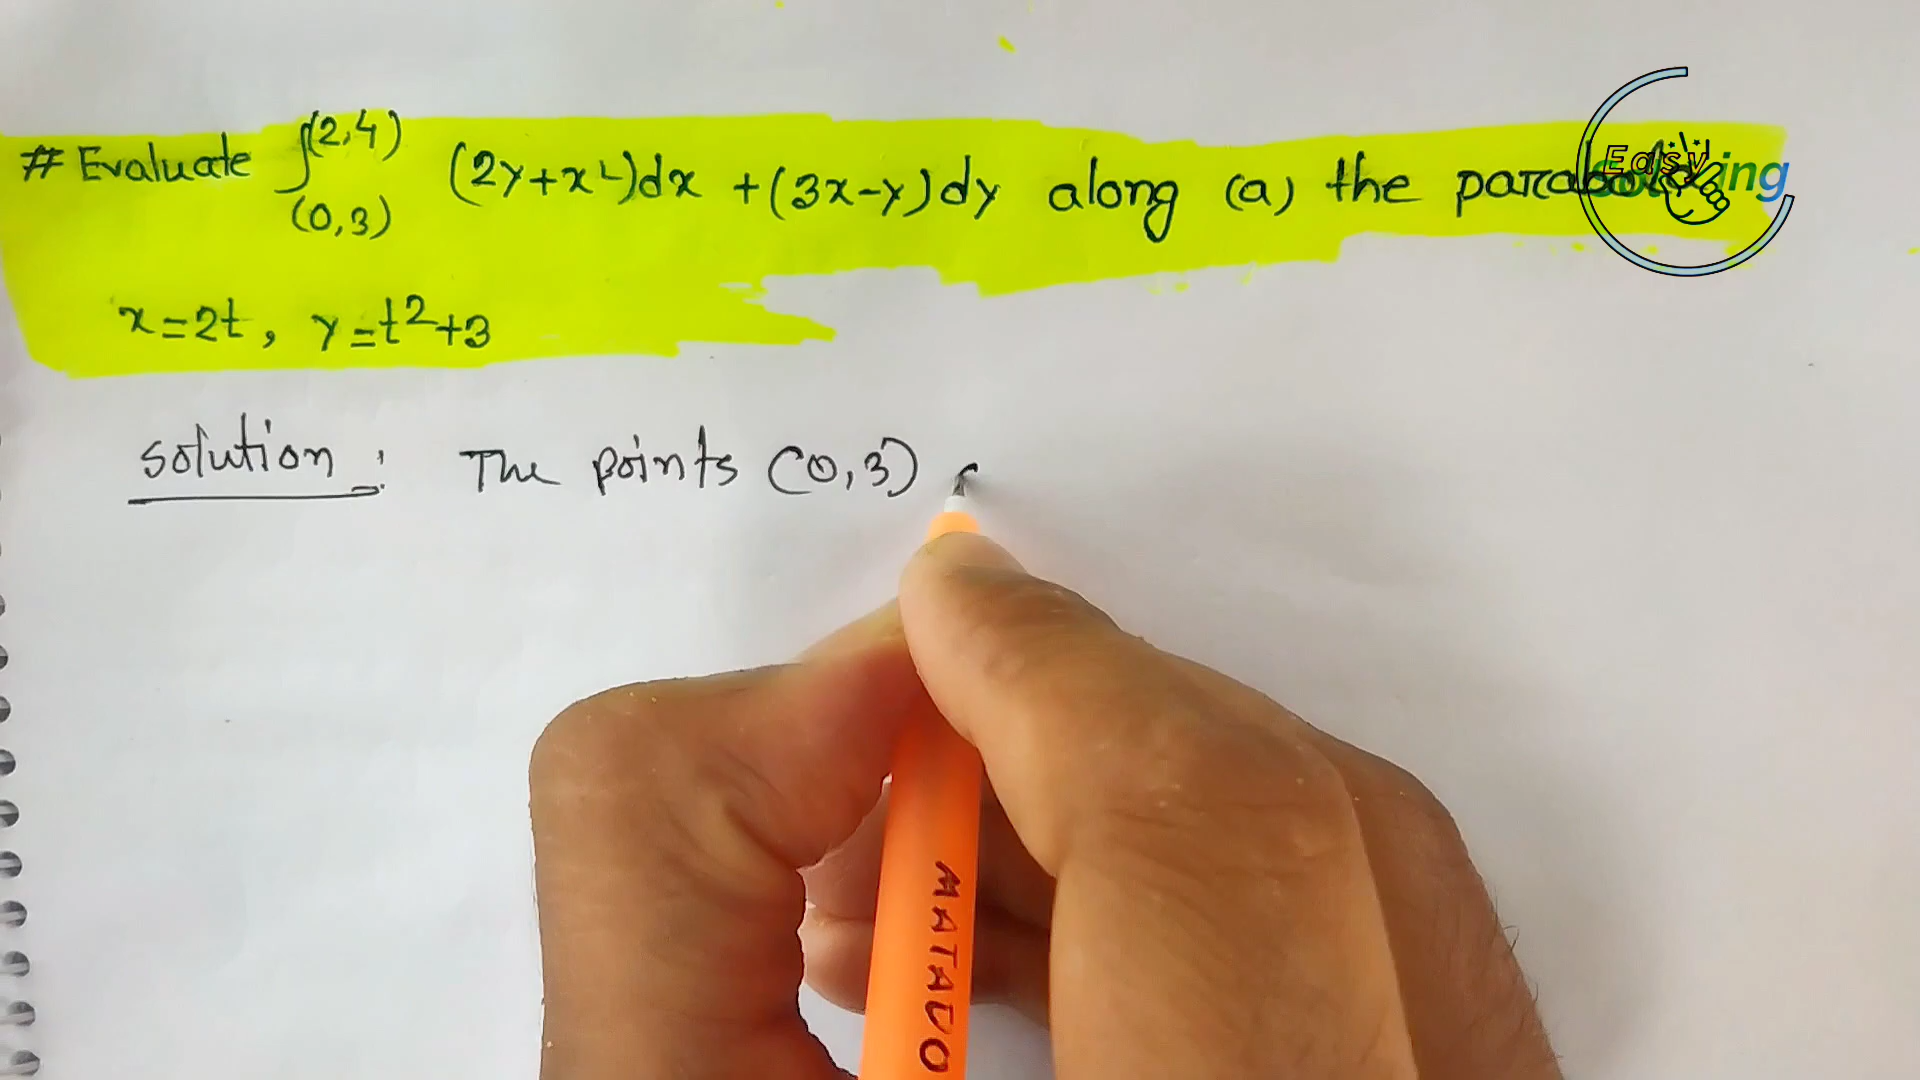 # Evaluate ∫(0,3)(2,4) (2y+x²)dx + (3x-y)dy along (a) the parabola
x=2t, y=t²+3
solution: The points (0,3)
Easy
MATADO